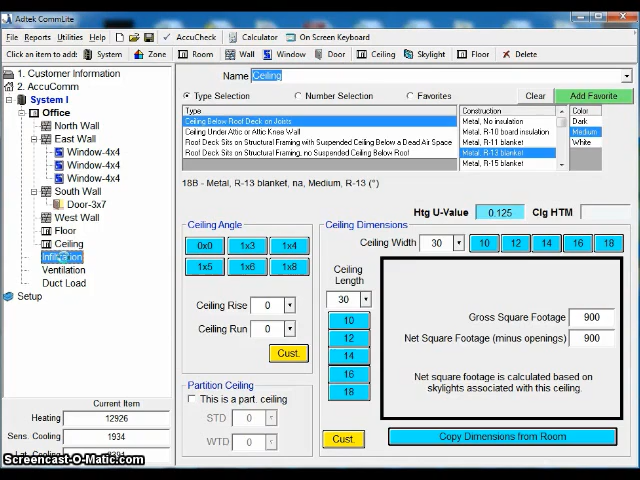 Adtek CommLite
File Reports Utilities Help AccuCheck Calculator On Screen Keyboard
Click an item to add: System Zone Room Wall Window Door Ceiling Skylight Floor Delete
1. Customer Information
2. AccuComm
System I
Office
North Wall
East Wall
Window-4x4
Window-4x4
Window-4x4
South Wall
Door-3x7
West Wall
Floor
Ceiling
Infiltration
Ventilation
Duct Load
Setup
Current Item
Heating 12926
Sens. Cooling 1934
Lat. Cooling
Name Ceiling
Type Selection Number Selection Favorites Clear Add Favorite
Type Construction Color
Ceiling Below Roof Deck on Joists Metal, No insulation Dark
Ceiling Under Attic or Attic Knee Wall Metal, R-10 board insulation Medium
Roof Deck Sits on Structural Framing with Suspended Ceiling Below a Dead Air Space Metal, R-11 blanket White
Roof Deck Sits on Structural Framing, no Suspended Ceiling Below Roof Metal, R-13 blanket
Metal, R-15 blanket
18B - Metal, R-13 blanket, na, Medium, R-13 (")
Htg U-Value 0.125 Clg HTM
Ceiling Angle
0x0 1x3 1x4
1x5 1x6 1x8
Ceiling Rise 0
Ceiling Run 0
Cust.
Partition Ceiling
This is a part. ceiling
STD 0
WTD 0
Ceiling Dimensions
Ceiling Width 30 10 12 14 16 18
Ceiling
Length
30
10
12
14
16
18
Cust.
Gross Square Footage 900
Net Square Footage (minus openings) 900
Net square footage is calculated based on
skylights associated with this ceiling.
Copy Dimensions from Room
Screencast-O-Matic.com